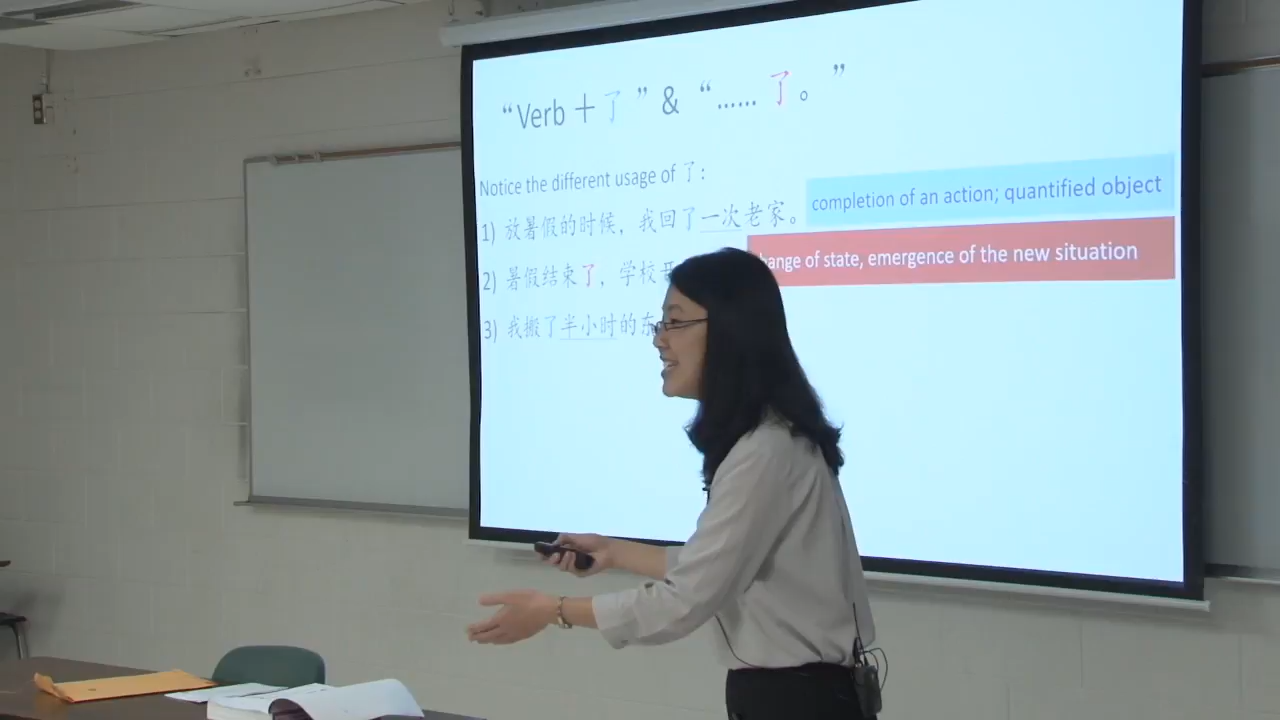 “Verb＋了”&“……了。”
Notice the different usage of 了：
1) 放暑假的时候，我回了一次老家。
completion of an action; quantified object
2) 暑假结束了，学校开
hange of state, emergence of the new situation
3) 我搬了半小时的东